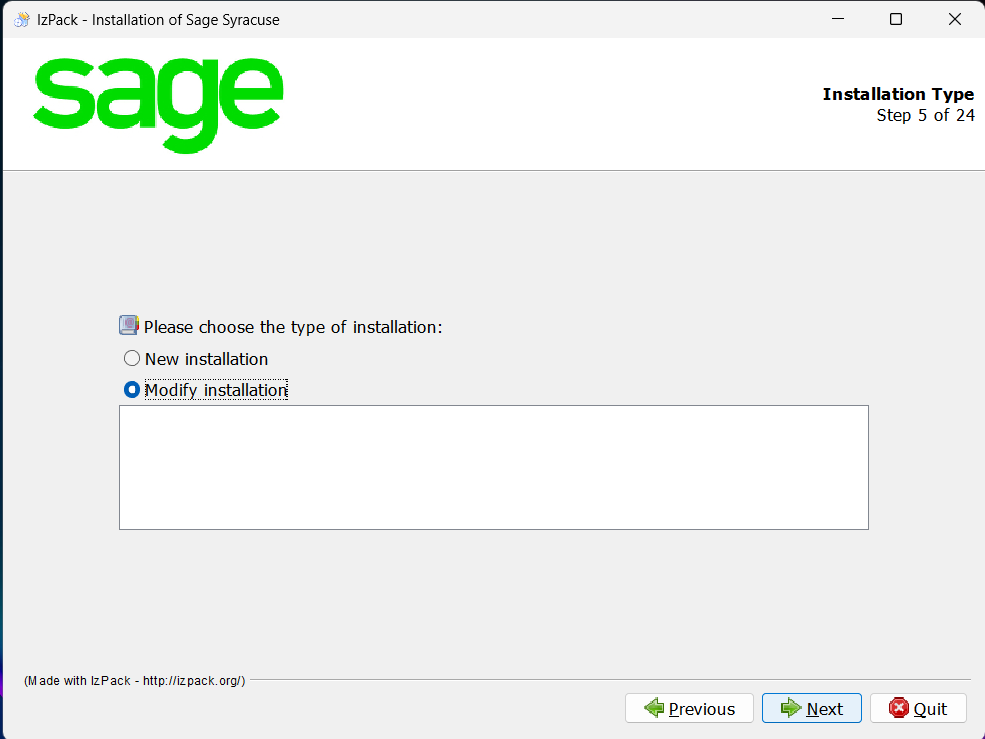 IzPack - Installation of Sage Syracuse
sage
Installation Type
Step 5 of 24
Please choose the type of installation:
New installation
Modify installation
(Made with IzPack - http://izpack.org/)
Previous
Next
Quit